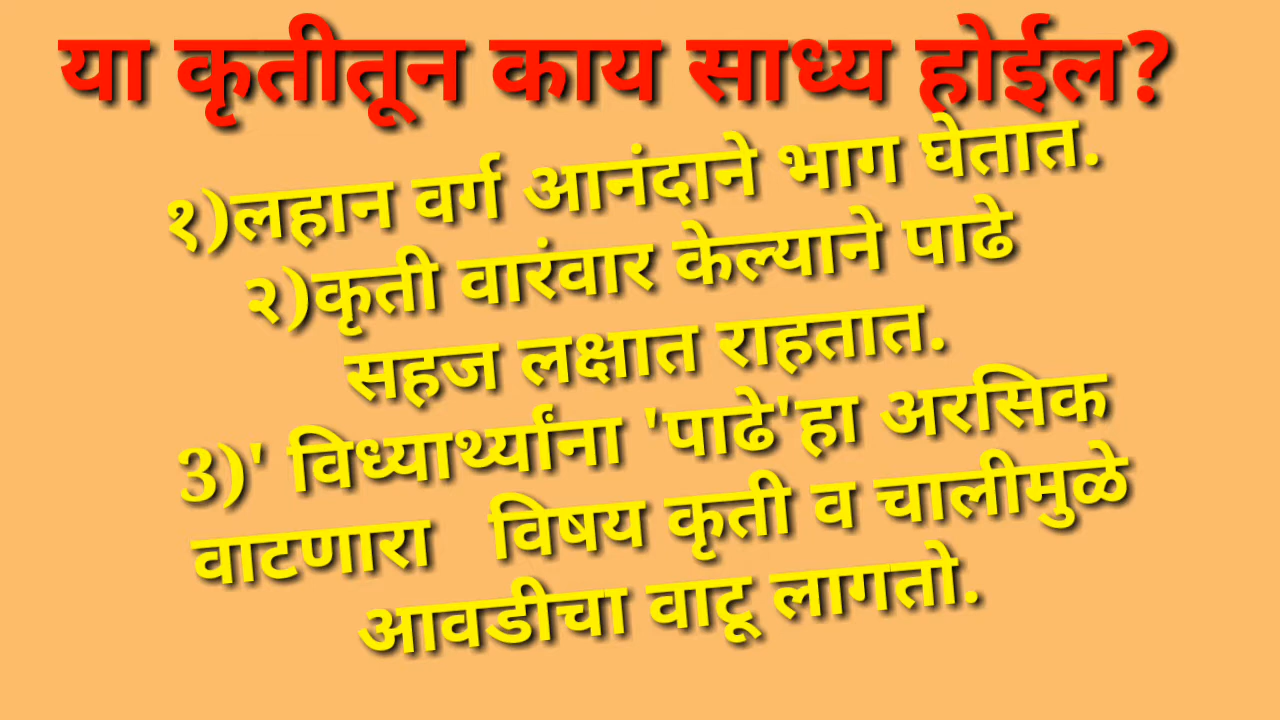 या कृतीतून काय साध्य होईल?
१)लहान वर्ग आनंदाने भाग घेतात.
२)कृती वारंवार केल्याने पाढे
सहज लक्षात राहतात.
3)' विध्यार्थ्यांना 'पाढे'हा अरसिक
वाटणारा विषय कृती व चालीमुळे
आवडीचा वाटू लागतो.